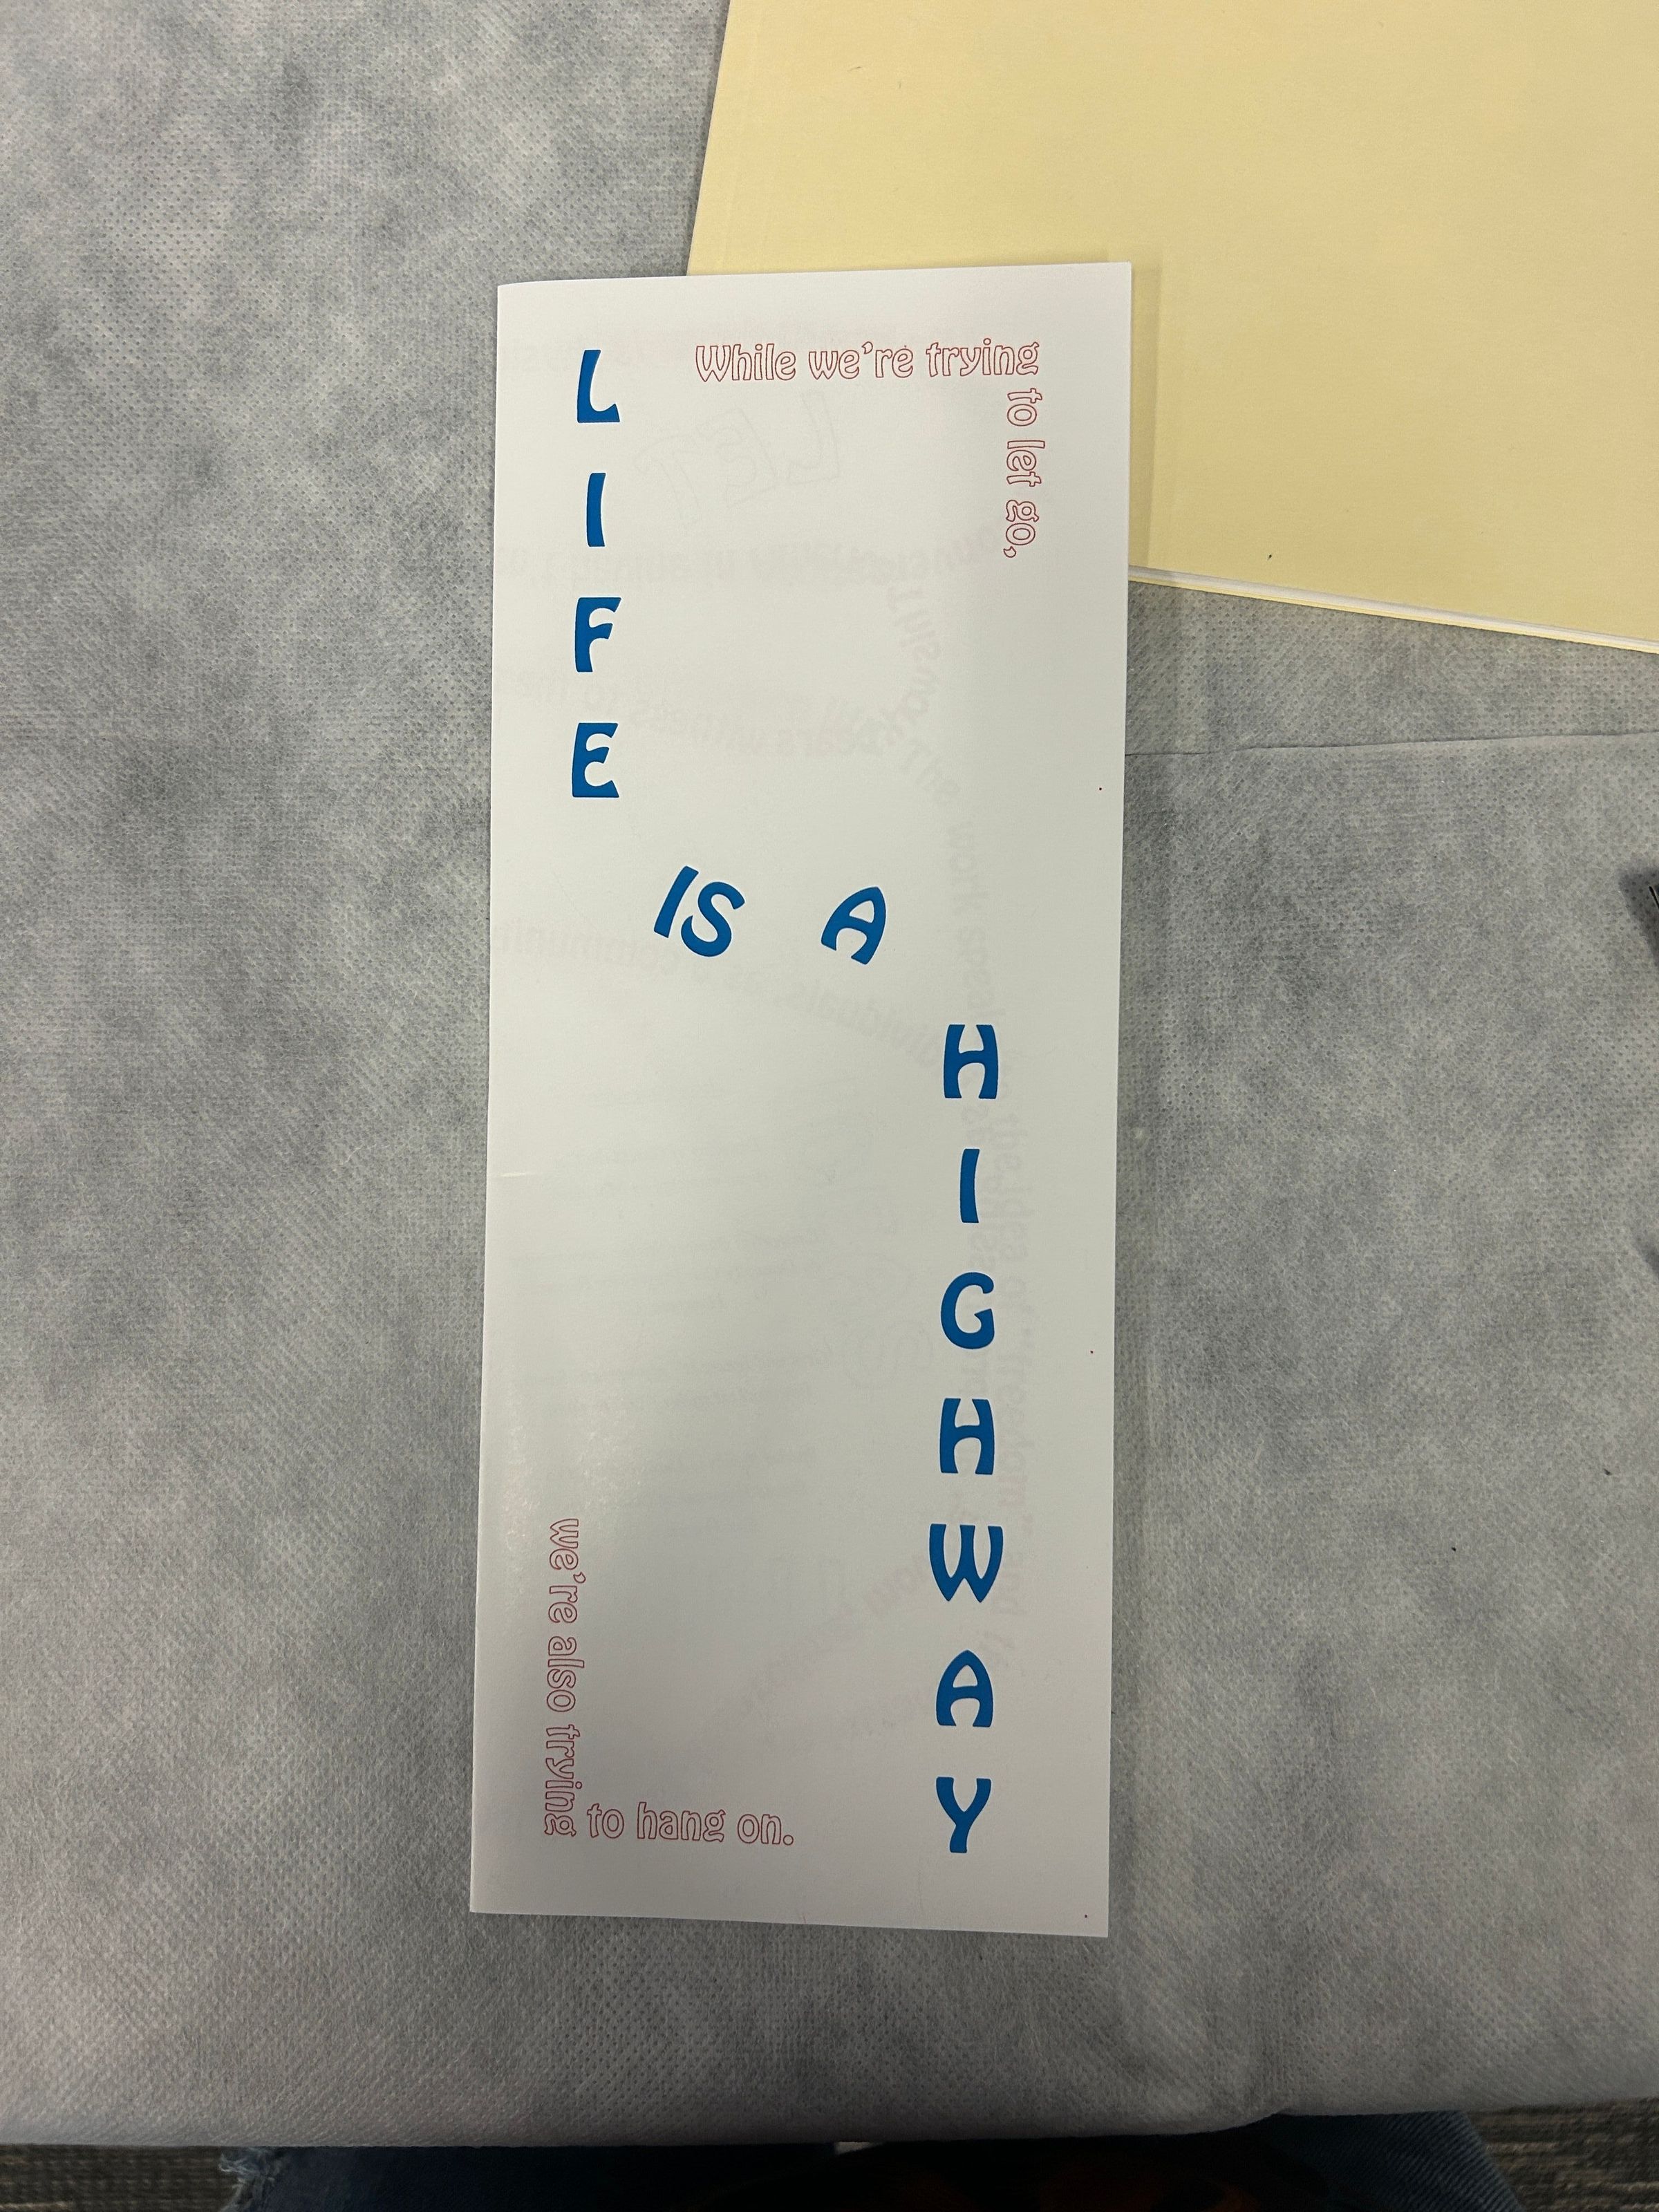 LIFE
IS A
HIGHWAY
While we're trying
to let go,
we're also trying
to hang on.